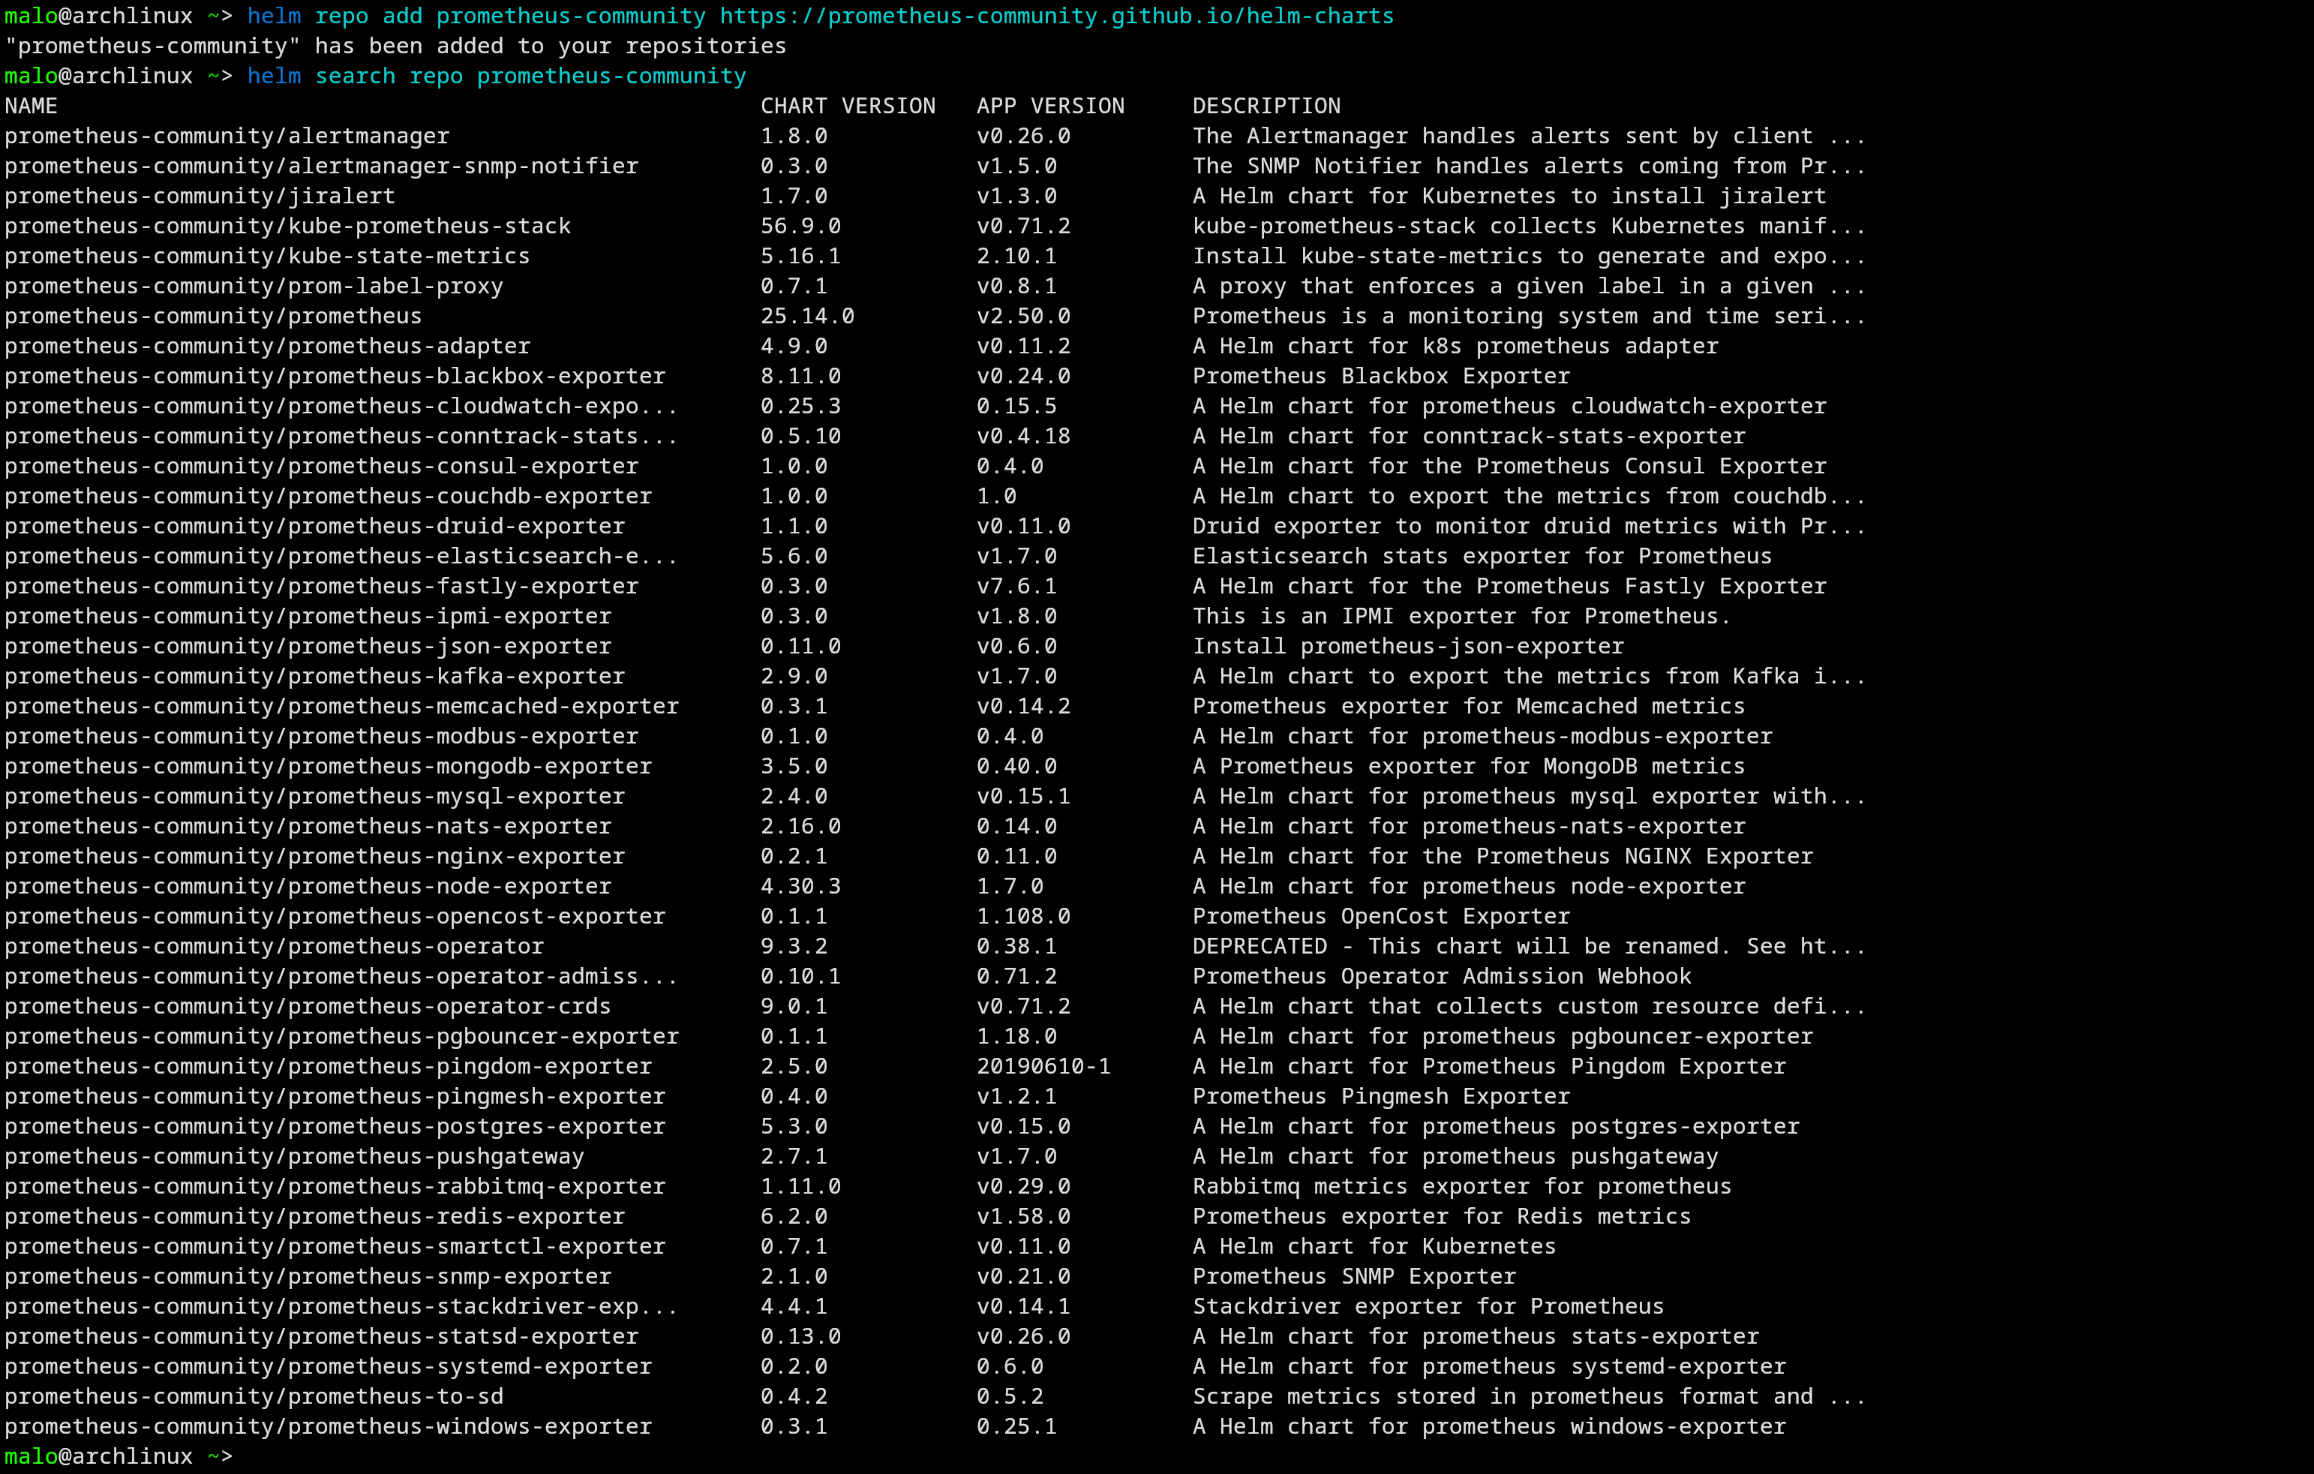 malo@archlinux ~> helm repo add prometheus-community https://prometheus-community.github.io/helm-charts
"prometheus-community" has been added to your repositories
malo@archlinux ~> helm search repo prometheus-community
NAME CHART VERSION APP VERSION DESCRIPTION
prometheus-community/alertmanager 1.8.0 v0.26.0 The Alertmanager handles alerts sent by client ...
prometheus-community/alertmanager-snmp-notifier 0.3.0 v1.5.0 The SNMP Notifier handles alerts coming from Pr...
prometheus-community/jiralert 1.7.0 v1.3.0 A Helm chart for Kubernetes to install jiralert
prometheus-community/kube-prometheus-stack 56.9.0 v0.71.2 kube-prometheus-stack collects Kubernetes manif...
prometheus-community/kube-state-metrics 5.16.1 2.10.1 Install kube-state-metrics to generate and expo...
prometheus-community/prom-label-proxy 0.7.1 v0.8.1 A proxy that enforces a given label in a given ...
prometheus-community/prometheus 25.14.0 v2.50.0 Prometheus is a monitoring system and time seri...
prometheus-community/prometheus-adapter 4.9.0 v0.11.2 A Helm chart for k8s prometheus adapter
prometheus-community/prometheus-blackbox-exporter 8.11.0 v0.24.0 Prometheus Blackbox Exporter
prometheus-community/prometheus-cloudwatch-expo... 0.25.3 0.15.5 A Helm chart for prometheus cloudwatch-exporter
prometheus-community/prometheus-conntrack-stats... 0.5.10 v0.4.18 A Helm chart for conntrack-stats-exporter
prometheus-community/prometheus-consul-exporter 1.0.0 0.4.0 A Helm chart for the Prometheus Consul Exporter
prometheus-community/prometheus-couchdb-exporter 1.0.0 1.0 A Helm chart to export the metrics from couchdb...
prometheus-community/prometheus-druid-exporter 1.1.0 v0.11.0 Druid exporter to monitor druid metrics with Pr...
prometheus-community/prometheus-elasticsearch-e... 5.6.0 v1.7.0 Elasticsearch stats exporter for Prometheus
prometheus-community/prometheus-fastly-exporter 0.3.0 v7.6.1 A Helm chart for the Prometheus Fastly Exporter
prometheus-community/prometheus-ipmi-exporter 0.3.0 v1.8.0 This is an IPMI exporter for Prometheus.
prometheus-community/prometheus-json-exporter 0.11.0 v0.6.0 Install prometheus-json-exporter
prometheus-community/prometheus-kafka-exporter 2.9.0 v1.7.0 A Helm chart to export the metrics from Kafka i...
prometheus-community/prometheus-memcached-exporter 0.3.1 v0.14.2 Prometheus exporter for Memcached metrics
prometheus-community/prometheus-modbus-exporter 0.1.0 0.4.0 A Helm chart for prometheus-modbus-exporter
prometheus-community/prometheus-mongodb-exporter 3.5.0 0.40.0 A Prometheus exporter for MongoDB metrics
prometheus-community/prometheus-mysql-exporter 2.4.0 v0.15.1 A Helm chart for prometheus mysql exporter with...
prometheus-community/prometheus-nats-exporter 2.16.0 0.14.0 A Helm chart for prometheus-nats-exporter
prometheus-community/prometheus-nginx-exporter 0.2.1 0.11.0 A Helm chart for the Prometheus NGINX Exporter
prometheus-community/prometheus-node-exporter 4.30.3 1.7.0 A Helm chart for prometheus node-exporter
prometheus-community/prometheus-opencost-exporter 0.1.1 1.108.0 Prometheus OpenCost Exporter
prometheus-community/prometheus-operator 9.3.2 0.38.1 DEPRECATED - This chart will be renamed. See ht...
prometheus-community/prometheus-operator-admiss... 0.10.1 0.71.2 Prometheus Operator Admission Webhook
prometheus-community/prometheus-operator-crds 9.0.1 v0.71.2 A Helm chart that collects custom resource defi...
prometheus-community/prometheus-pgbouncer-exporter 0.1.1 1.18.0 A Helm chart for prometheus pgbouncer-exporter
prometheus-community/prometheus-pingdom-exporter 2.5.0 20190610-1 A Helm chart for Prometheus Pingdom Exporter
prometheus-community/prometheus-pingmesh-exporter 0.4.0 v1.2.1 Prometheus Pingmesh Exporter
prometheus-community/prometheus-postgres-exporter 5.3.0 v0.15.0 A Helm chart for prometheus postgres-exporter
prometheus-community/prometheus-pushgateway 2.7.1 v1.7.0 A Helm chart for prometheus pushgateway
prometheus-community/prometheus-rabbitmq-exporter 1.11.0 v0.29.0 Rabbitmq metrics exporter for prometheus
prometheus-community/prometheus-redis-exporter 6.2.0 v1.58.0 Prometheus exporter for Redis metrics
prometheus-community/prometheus-smartctl-exporter 0.7.1 v0.11.0 A Helm chart for Kubernetes
prometheus-community/prometheus-snmp-exporter 2.1.0 v0.21.0 Prometheus SNMP Exporter
prometheus-community/prometheus-stackdriver-exp... 4.4.1 v0.14.1 Stackdriver exporter for Prometheus
prometheus-community/prometheus-statsd-exporter 0.13.0 v0.26.0 A Helm chart for prometheus stats-exporter
prometheus-community/prometheus-systemd-exporter 0.2.0 0.6.0 A Helm chart for prometheus systemd-exporter
prometheus-community/prometheus-to-sd 0.4.2 0.5.2 Scrape metrics stored in prometheus format and ...
prometheus-community/prometheus-windows-exporter 0.3.1 0.25.1 A Helm chart for prometheus windows-exporter
malo@archlinux ~>